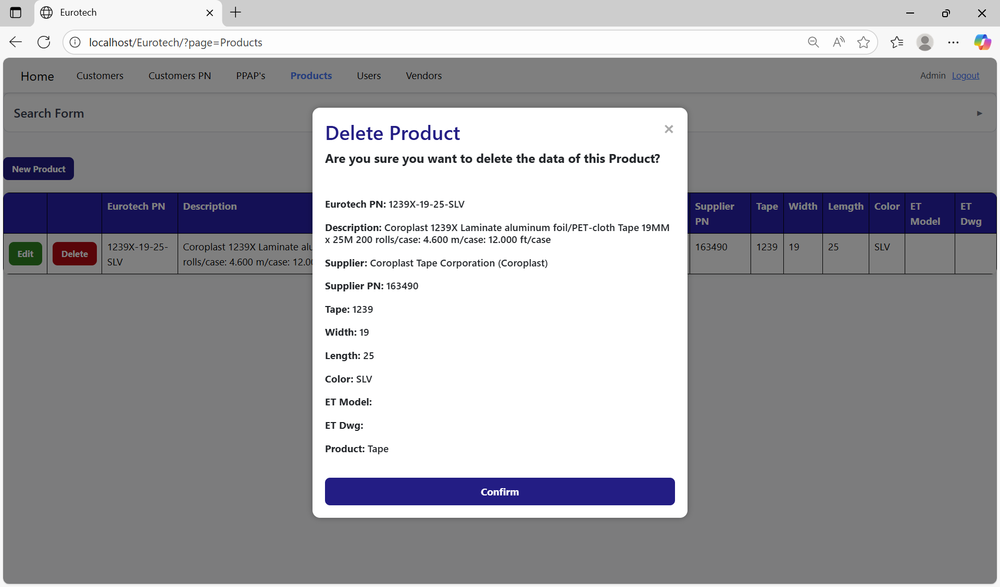 Eurotech
localhost/Eurotech/?page=Products
Home Customers Customers PN PPAP's Products Users Vendors Admin Logout
Search Form
New Product
Eurotech PN Description Supplier PN Tape Width Lemgth Color ET Model ET Dwg
Edit Delete 1239X-19-25-SLV Coroplast 1239X Laminate 163490 1239 19 25 SLV
rolls/case: 4.600 m/case:
Delete Product
Are you sure you want to delete the data of this Product?
Eurotech PN: 1239X-19-25-SLV
Description: Coroplast 1239X Laminate aluminum foil/PET-cloth Tape 19MM
x 25M 200 rolls/case: 4.600 m/case: 12.000 ft/case
Supplier: Coroplast Tape Corporation (Coroplast)
Supplier PN: 163490
Tape: 1239
Width: 19
Length: 25
Color: SLV
ET Model:
ET Dwg:
Product: Tape
Confirm